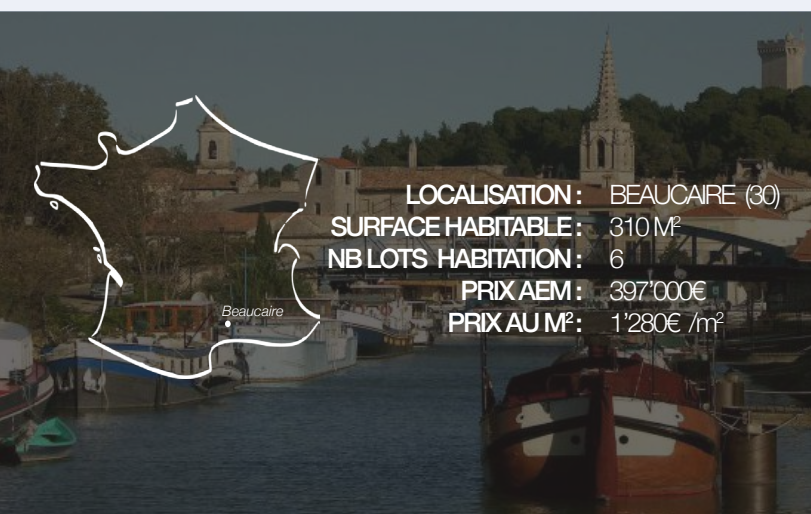 LOCALISATION : BEAUCAIRE (30)
SURFACE HABITABLE : 310 M²
NB LOTS HABITATION : 6
PRIX AEM : 397'000€
PRIX AU M² : 1'280€ /m²
Beaucaire